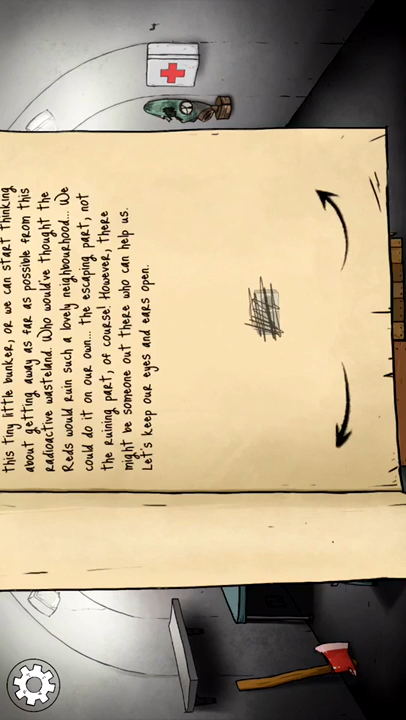 this tiny little bunker, or we can start thinking
about getting away as far as possible from this
radioactive wasteland. Who would've thought the
Reds would ruin such a lovely neighbourhood... We
could do it on our own... the escaping part, not
the ruining part, of course! However, there
might be someone out there who can help us.
Let's keep our eyes and ears open.